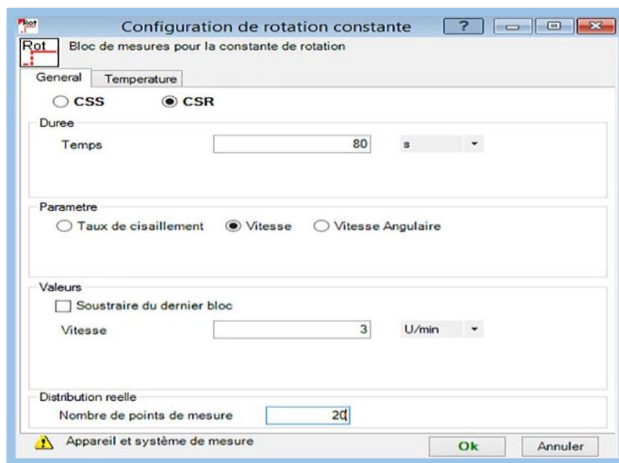 Rot
Configuration de rotation constante
?
Rot
Bloc de mesures pour la constante de rotation
General Temperature
CSS CSR
Duree
Temps 80 s
Parametre
Taux de cisaillement Vitesse Vitesse Angulaire
Valeurs
Soustraire du dernier bloc
Vitesse 3 U/min
Distribution reelle
Nombre de points de mesure 20
Appareil et système de mesure Ok Annuler